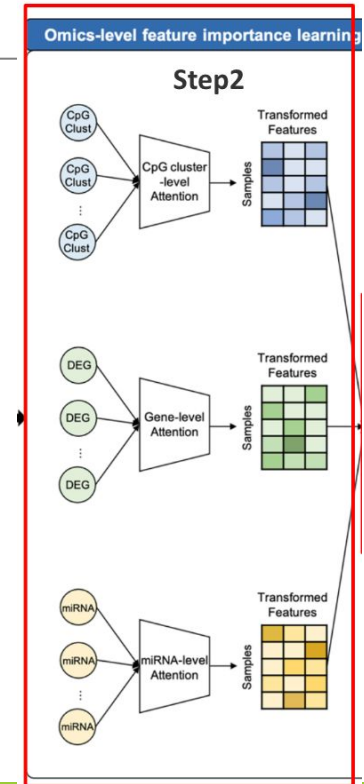 Omics-level feature importance learning
Step2
CpG
Clust
CpG
Clust
⋮
CpG
Clust
CpG cluster
-level
Attention
Samples
Transformed
Features
DEG
DEG
⋮
DEG
Gene-level
Attention
Samples
Transformed
Features
miRNA
miRNA
⋮
miRNA
miRNA-level
Attention
Samples
Transformed
Features